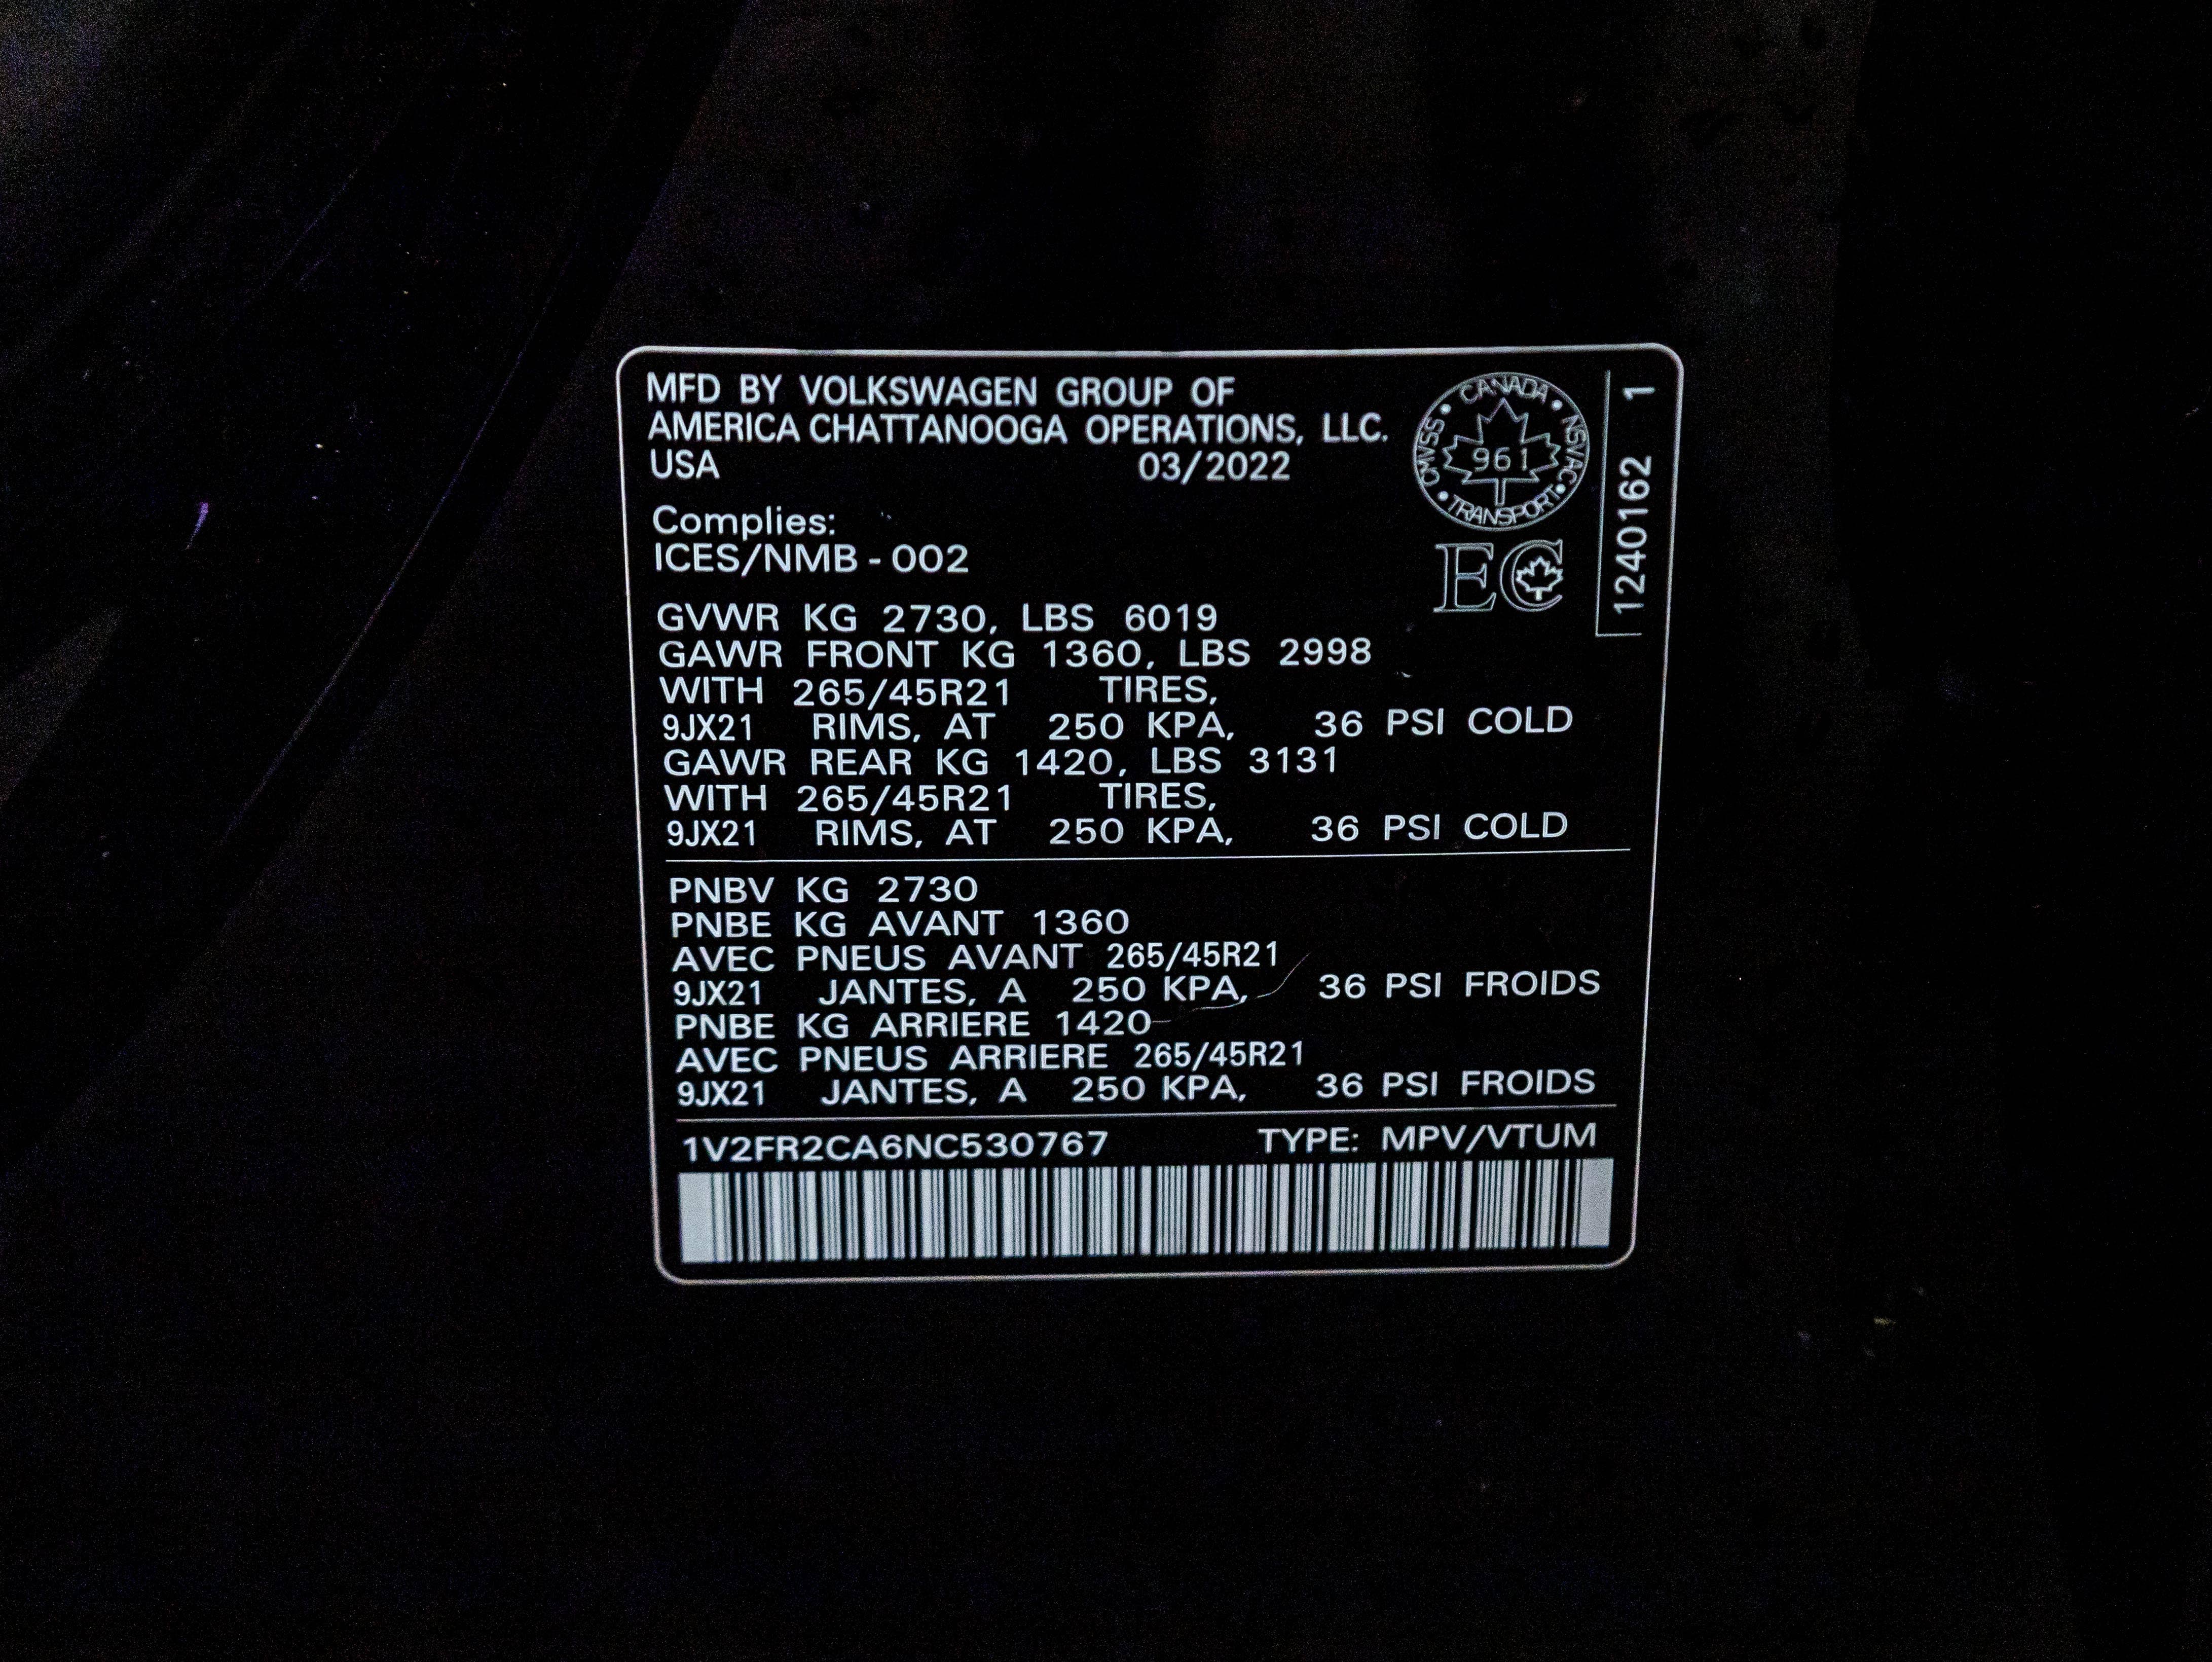 MFD BY VOLKSWAGEN GROUP OF
AMERICA CHATTANOOGA OPERATIONS, LLC.
USA 03/2022
CANADA
CMVSS 961 NSVAC
TRANSPORT
1240162 1
Complies:
ICES/NMB - 002
EC
GVWR KG 2730, LBS 6019
GAWR FRONT KG 1360, LBS 2998
WITH 265/45R21 TIRES,
9JX21 RIMS, AT 250 KPA, 36 PSI COLD
GAWR REAR KG 1420, LBS 3131
WITH 265/45R21 TIRES,
9JX21 RIMS, AT 250 KPA, 36 PSI COLD
PNBV KG 2730
PNBE KG AVANT 1360
AVEC PNEUS AVANT 265/45R21
9JX21 JANTES, A 250 KPA, 36 PSI FROIDS
PNBE KG ARRIERE 1420
AVEC PNEUS ARRIERE 265/45R21
9JX21 JANTES, A 250 KPA, 36 PSI FROIDS
1V2FR2CA6NC530767 TYPE: MPV/VTUM